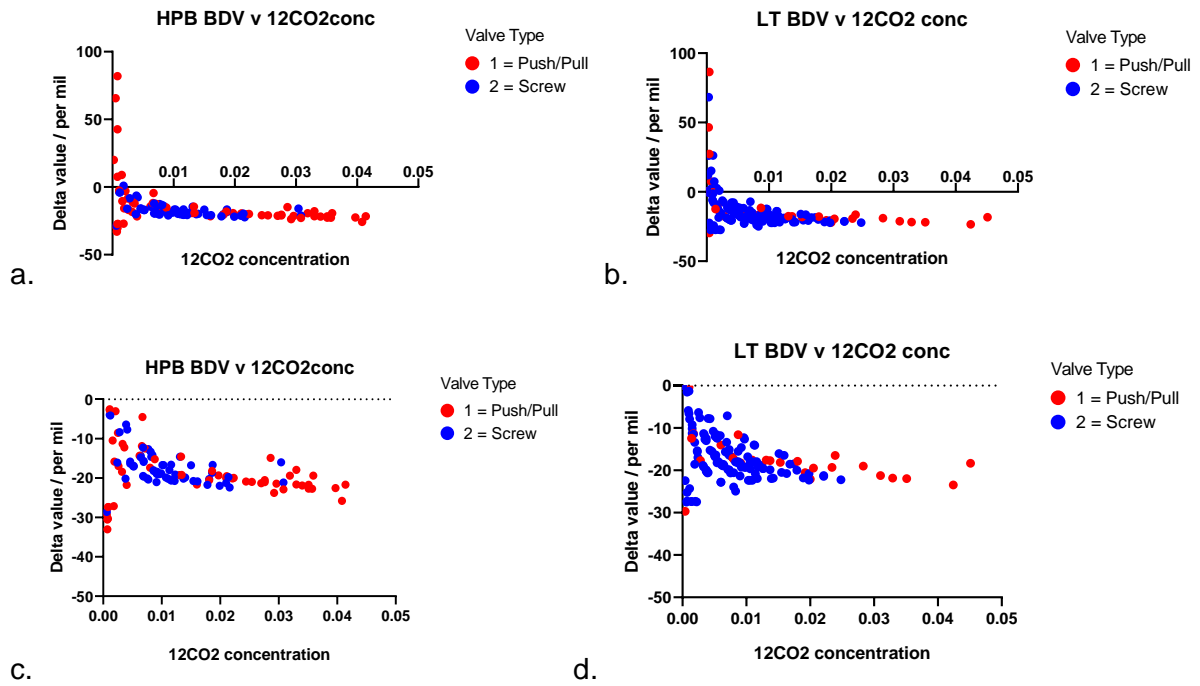 HPB BDV v 12CO2conc
Valve Type
1 = Push/Pull
2 = Screw
Delta value / per mil
100
50
0
-50
0.01
0.02
0.03
0.04
0.05
12CO2 concentration
a.
LT BDV v 12CO2 conc
Valve Type
1 = Push/Pull
2 = Screw
Delta value / per mil
100
50
0
-50
0.01
0.02
0.03
0.04
0.05
12CO2 concentration
b.
HPB BDV v 12CO2conc
Valve Type
1 = Push/Pull
2 = Screw
Delta value / per mil
0
-10
-20
-30
-40
-50
0.00
0.01
0.02
0.03
0.04
0.05
12CO2 concentration
c.
LT BDV v 12CO2 conc
Valve Type
1 = Push/Pull
2 = Screw
Delta value / per mil
0
-10
-20
-30
-40
-50
0.00
0.01
0.02
0.03
0.04
0.05
12CO2 concentration
d.